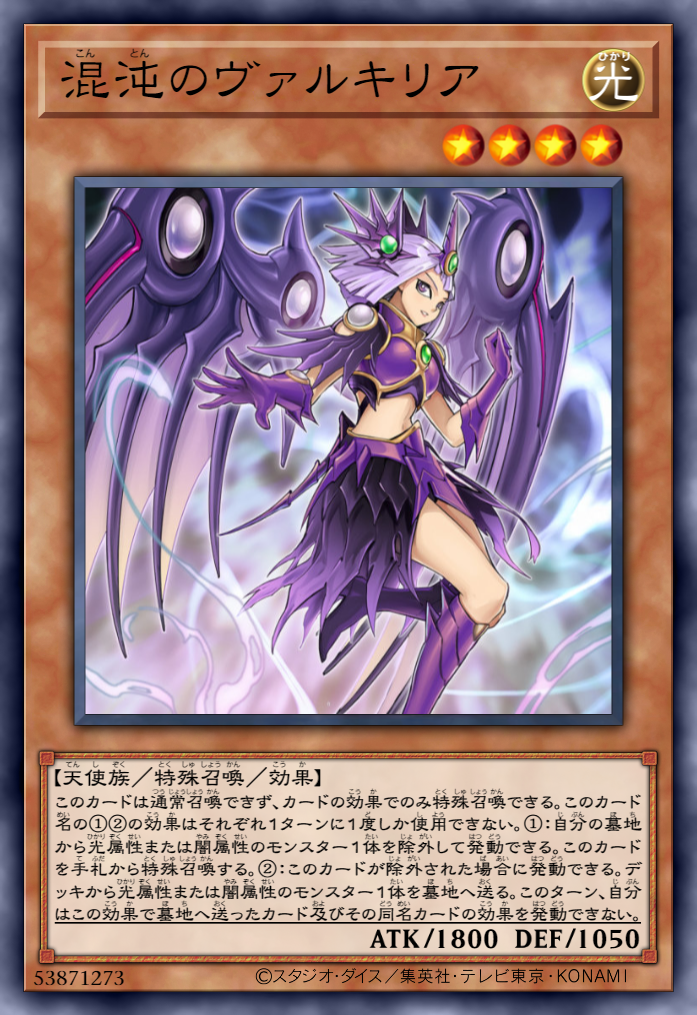 混沌のヴァルキリア
光
【天使族／特殊召喚／効果】
このカードは通常召喚できず、カードの効果でのみ特殊召喚できる。このカード
名の①②の効果はそれぞれ1ターンに1度しか使用できない。①：自分の墓地
から光属性または闇属性のモンスター1体を除外して発動できる。このカード
を手札から特殊召喚する。②：このカードが除外された場合に発動できる。デ
ッキから光属性または闇属性のモンスター1体を墓地へ送る。このターン、自分
はこの効果で墓地へ送ったカード及びその同名カードの効果を発動できない。
ATK/1800 DEF/1050
53871273 ©スタジオ・ダイス／集英社・テレビ東京・KONAMI